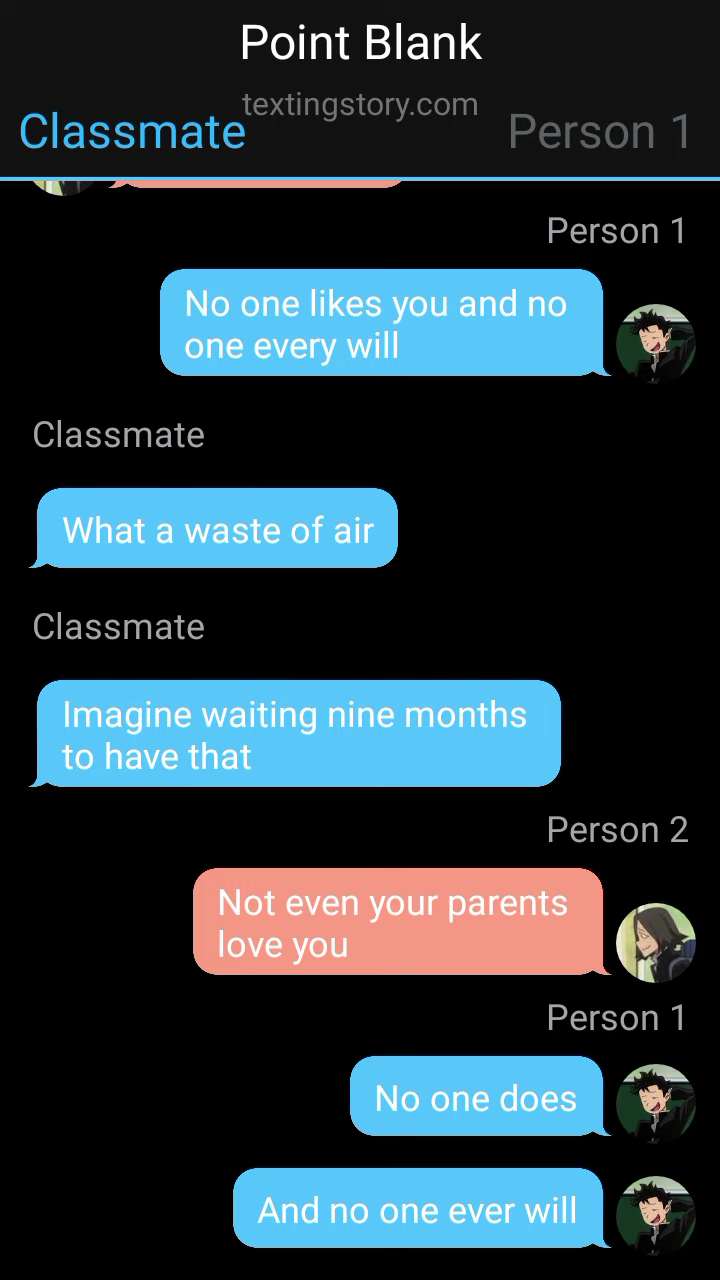 Point Blank
textingstory.com
Classmate
Person 1
Person 1
No one likes you and no
one every will
Classmate
What a waste of air
Classmate
Imagine waiting nine months
to have that
Person 2
Not even your parents
love you
Person 1
No one does
And no one ever will